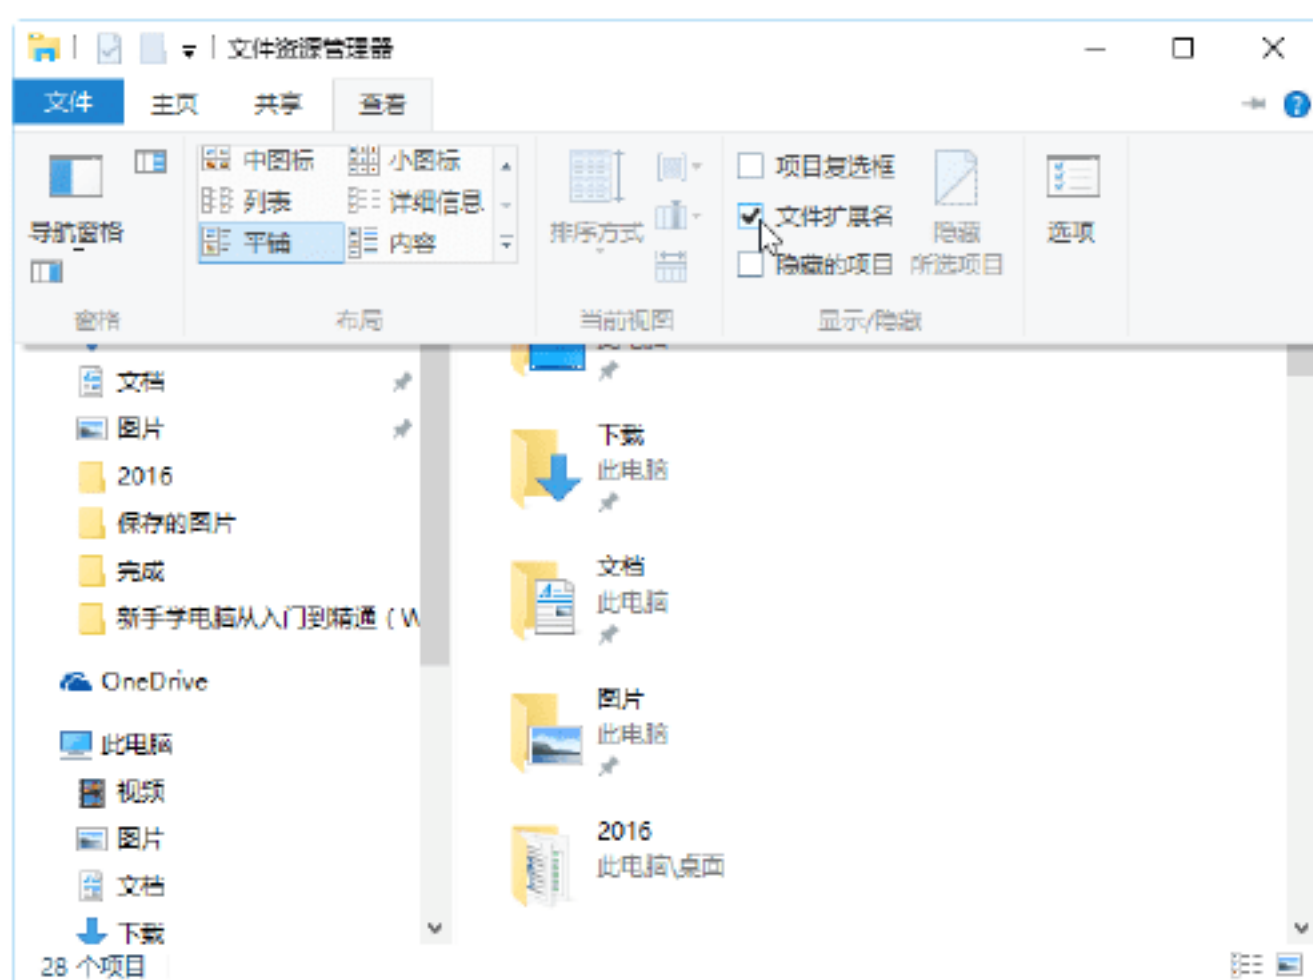 文件资源管理器
文件 主页 共享 查看
中图标 小图标
列表 详细信息
平铺 内容
导航窗格
排序方式
项目复选框
文件扩展名
隐藏的项目
隐藏
所选项目
选项
窗格 布局 当前视图 显示/隐藏
文档
图片
2016
保存的图片
完成
新手学电脑从入门到精通（W
OneDrive
此电脑
视频
图片
文档
下载
下载
此电脑
文档
此电脑
图片
此电脑
2016
此电脑\桌面
28 个项目